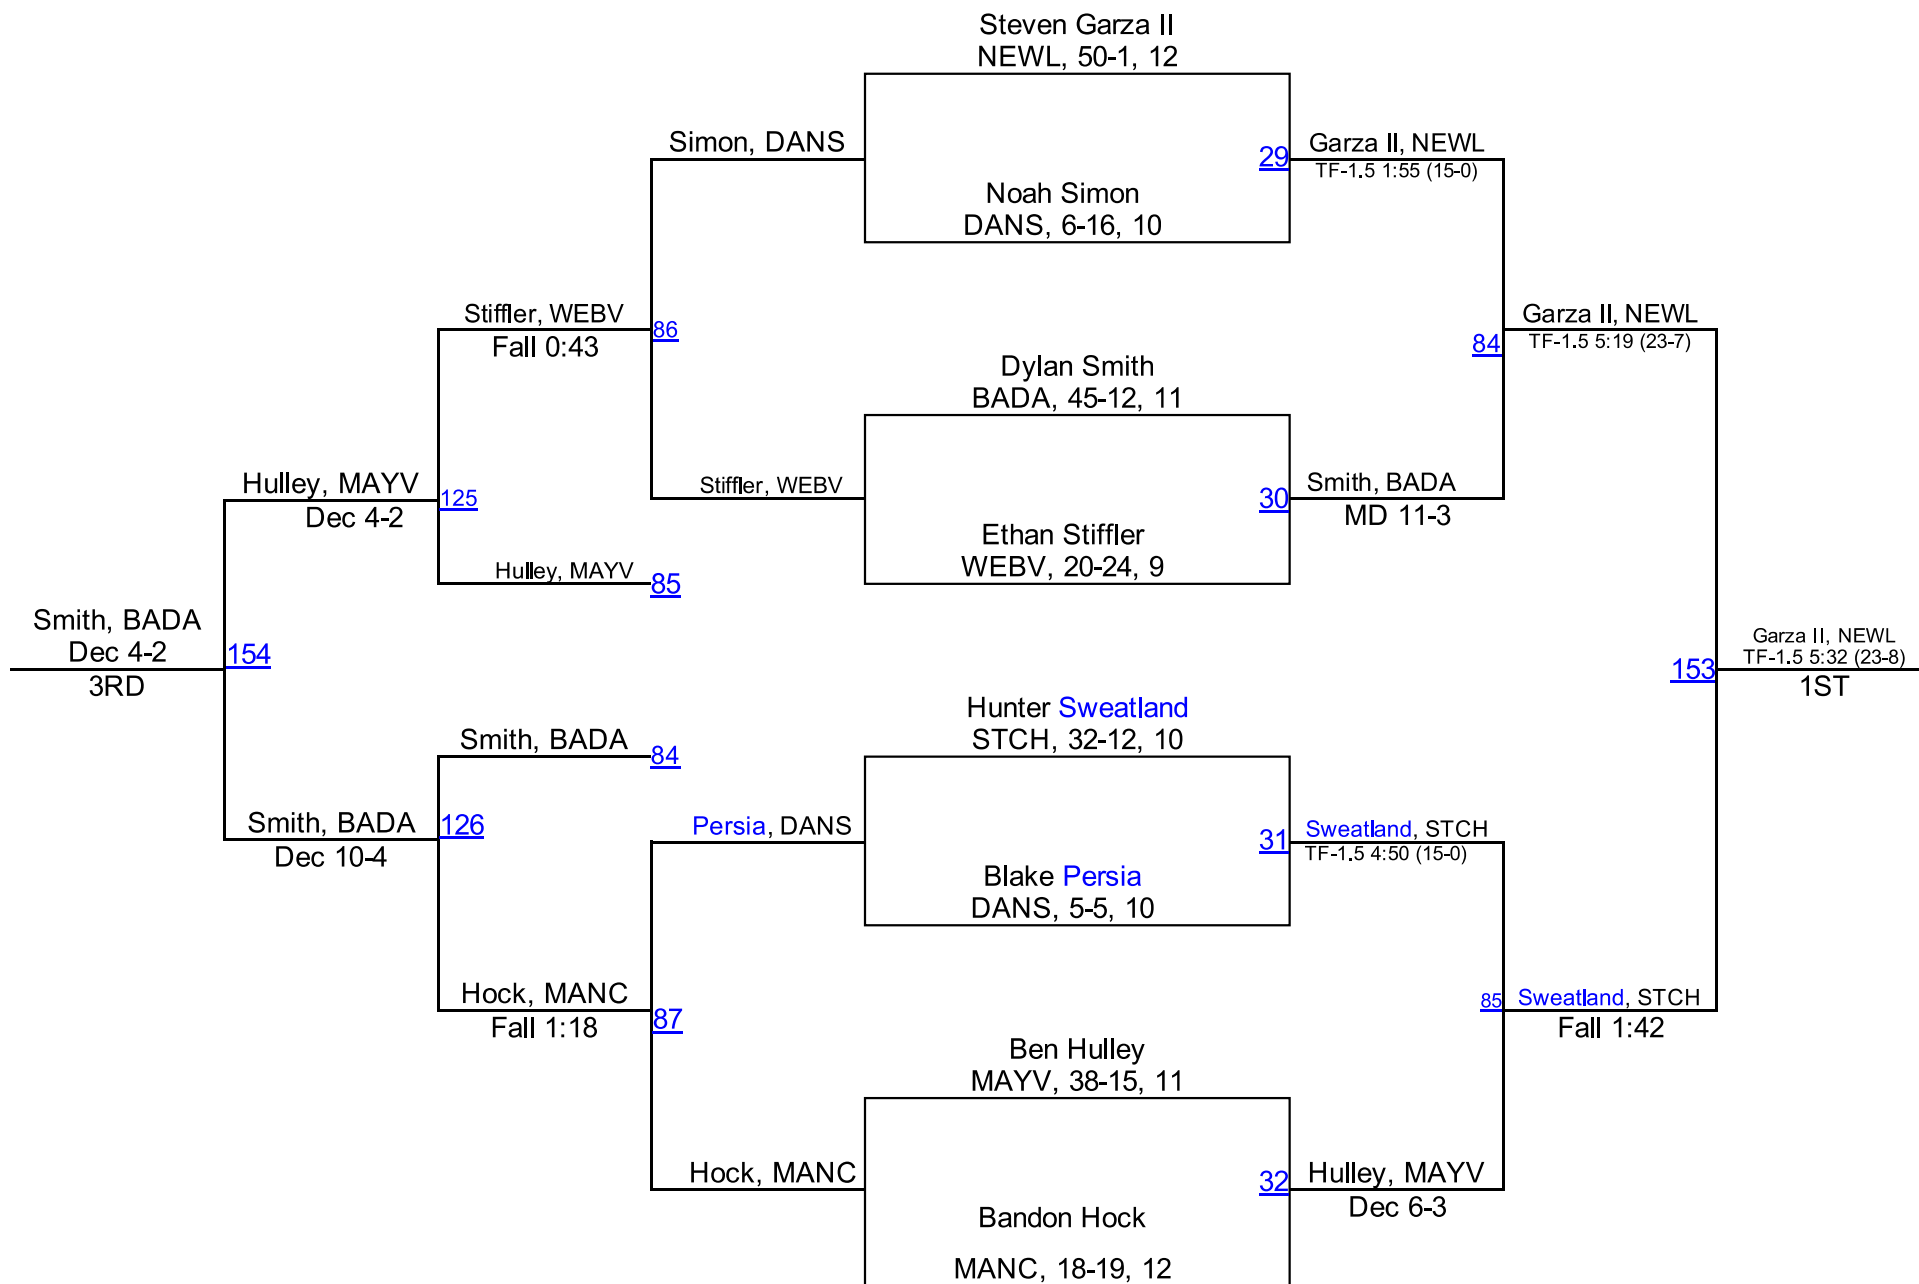 Steven Garza II
NEWL, 50-1, 12
Simon, DANS
29
Garza II, NEWL
TF-1.5 1:55 (15-0)
Noah Simon
DANS, 6-16, 10
Stiffler, WEBV
Fall 0:43
86
Garza II, NEWL
TF-1.5 5:19 (23-7)
84
Dylan Smith
BADA, 45-12, 11
Hulley, MAYV
Dec 4-2
125
Stiffler, WEBV
30
Smith, BADA
MD 11-3
Ethan Stiffler
WEBV, 20-24, 9
Hulley, MAYV
85
Smith, BADA
Dec 4-2
3RD
154
153
Garza II, NEWL
TF-1.5 5:32 (23-8)
1ST
Hunter Sweatland
STCH, 32-12, 10
Smith, BADA
84
Smith, BADA
Dec 10-4
126
Persia, DANS
31
Sweatland, STCH
TF-1.5 4:50 (15-0)
Blake Persia
DANS, 5-5, 10
Hock, MANC
Fall 1:18
87
85
Sweatland, STCH
Fall 1:42
Ben Hulley
MAYV, 38-15, 11
Hock, MANC
32
Hulley, MAYV
Dec 6-3
Bandon Hock
MANC, 18-19, 12